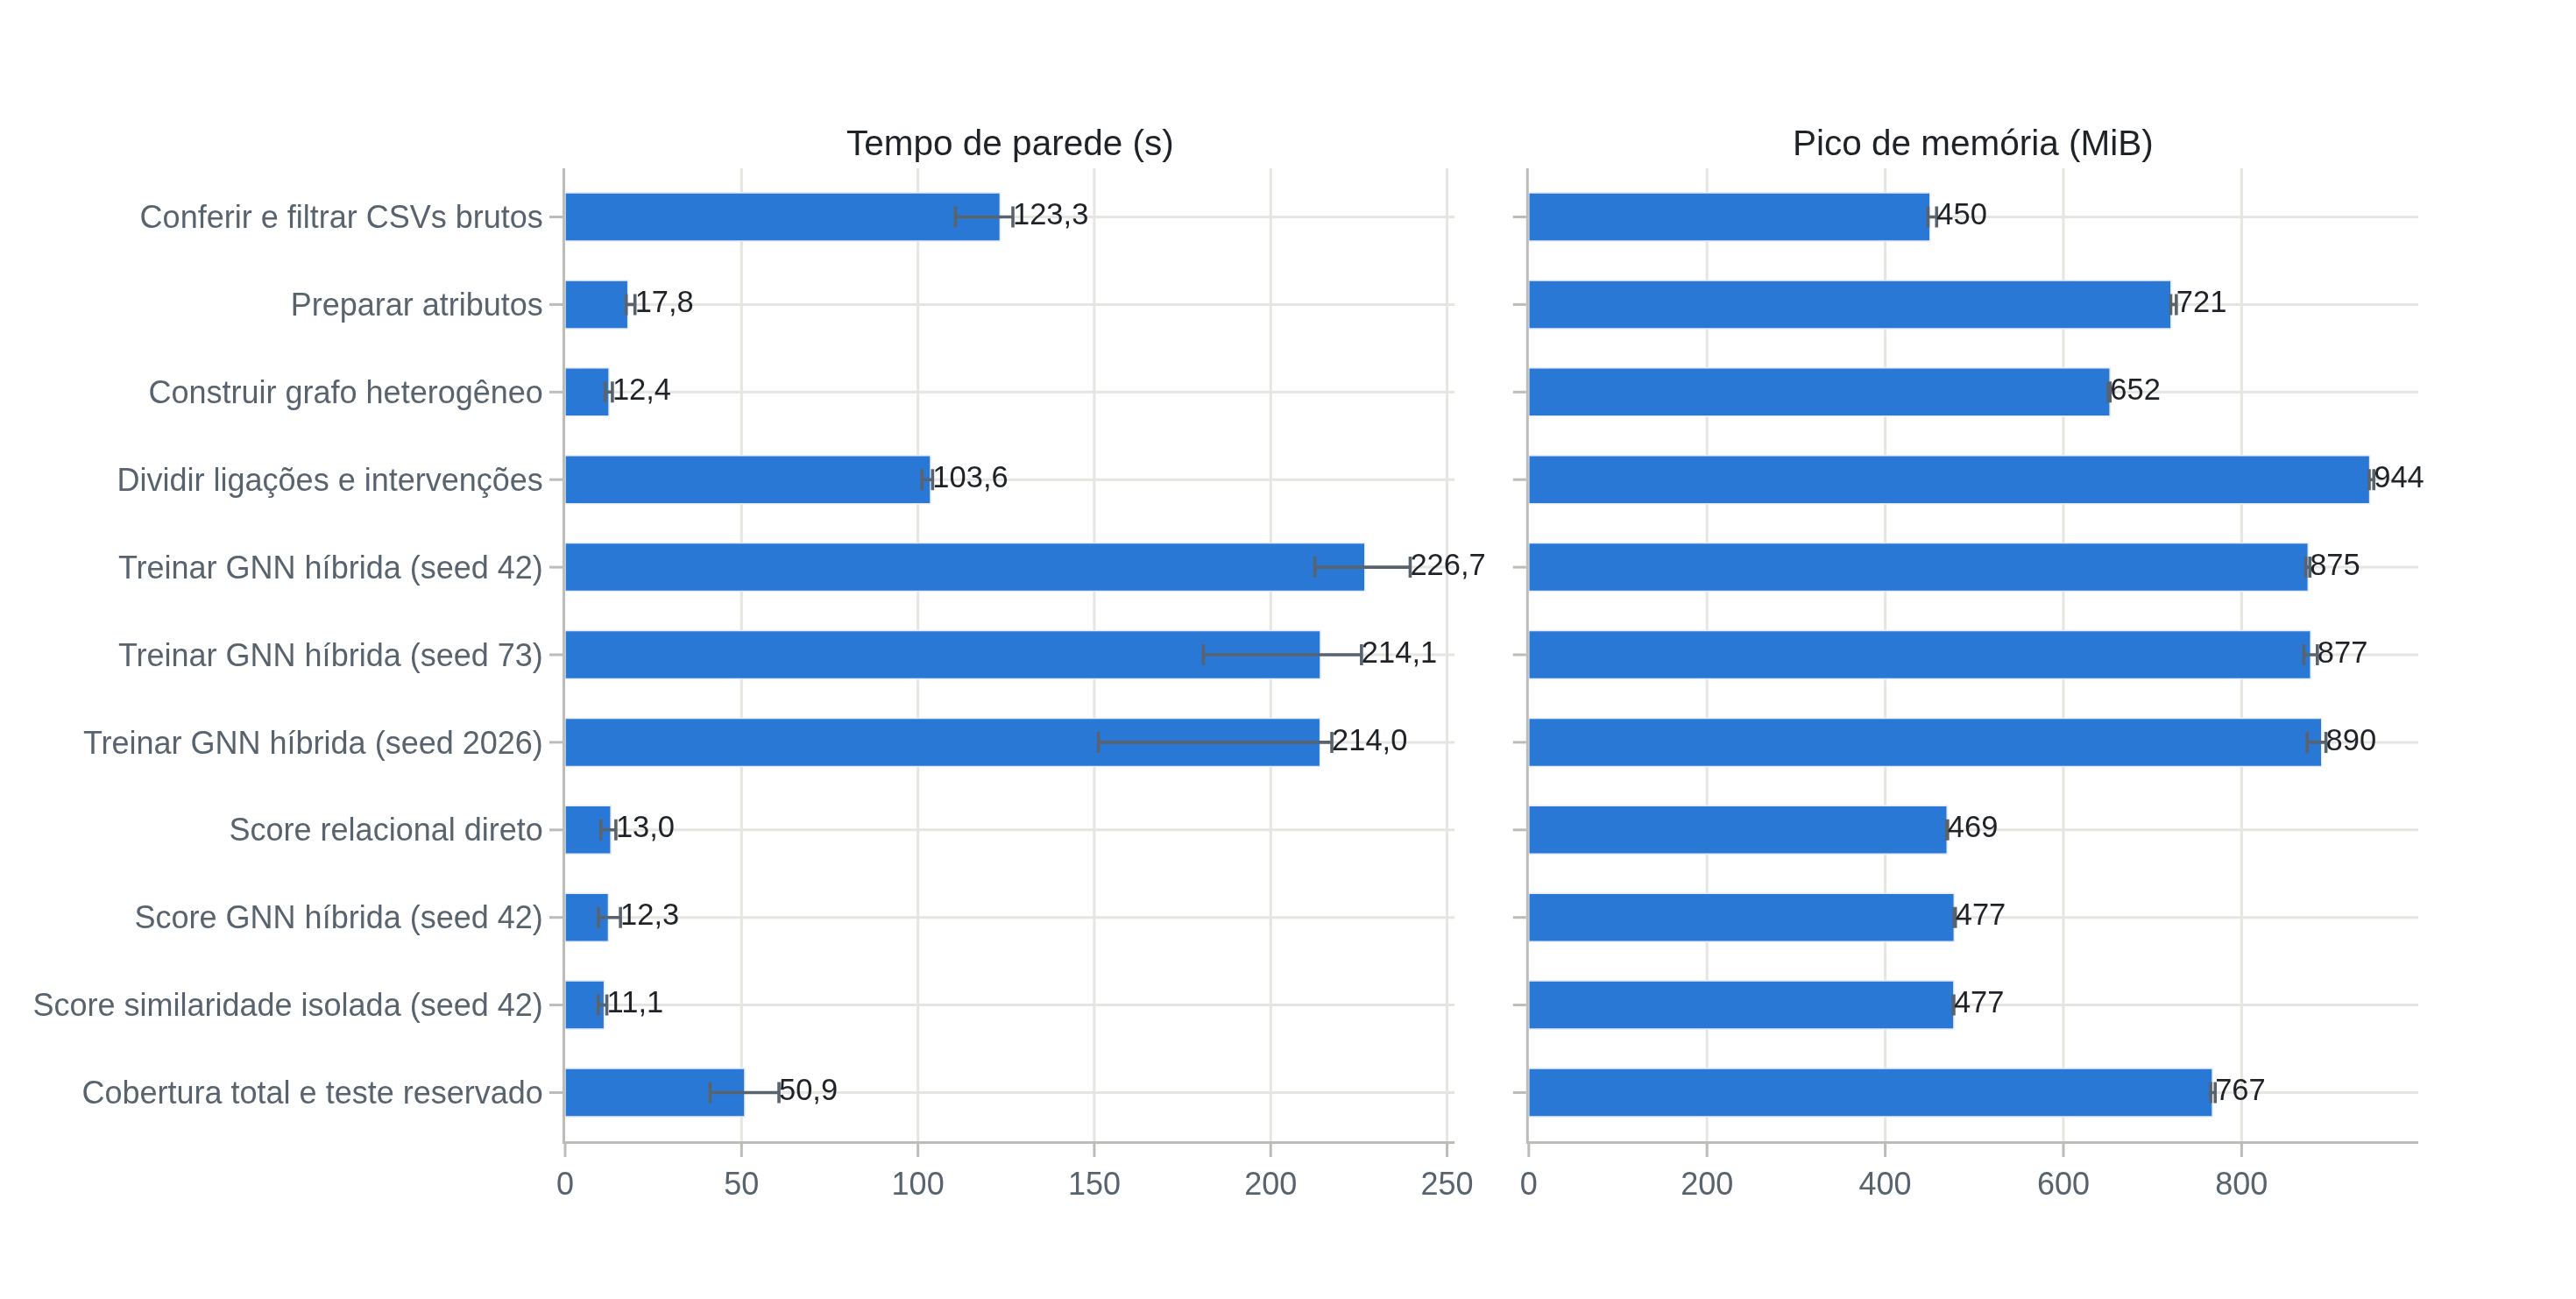 Tempo de parede (s)
Pico de memória (MiB)
Conferir e filtrar CSVs brutos 123,3 450
Preparar atributos 17,8 721
Construir grafo heterogêneo 12,4 652
Dividir ligações e intervenções 103,6 944
Treinar GNN híbrida (seed 42) 226,7 875
Treinar GNN híbrida (seed 73) 214,1 877
Treinar GNN híbrida (seed 2026) 214,0 890
Score relacional direto 13,0 469
Score GNN híbrida (seed 42) 12,3 477
Score similaridade isolada (seed 42) 11,1 477
Cobertura total e teste reservado 50,9 767
0 50 100 150 200 250
0 200 400 600 800